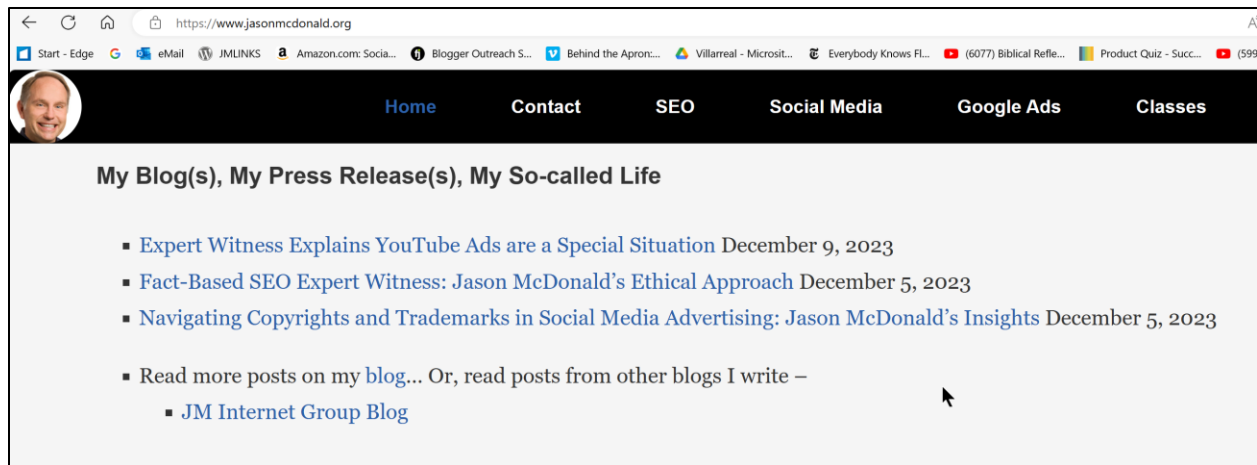 https://www.jasonmcdonald.org
Start - Edge eMail JMLINKS Amazon.com: Socia... Blogger Outreach S... Behind the Apron:... Villarreal - Microsit... Everybody Knows Fl... (6077) Biblical Refle... Product Quiz - Succ... (599
Home Contact SEO Social Media Google Ads Classes
My Blog(s), My Press Release(s), My So-called Life
▪ Expert Witness Explains YouTube Ads are a Special Situation December 9, 2023
▪ Fact-Based SEO Expert Witness: Jason McDonald’s Ethical Approach December 5, 2023
▪ Navigating Copyrights and Trademarks in Social Media Advertising: Jason McDonald’s Insights December 5, 2023
▪ Read more posts on my blog... Or, read posts from other blogs I write –
▪ JM Internet Group Blog